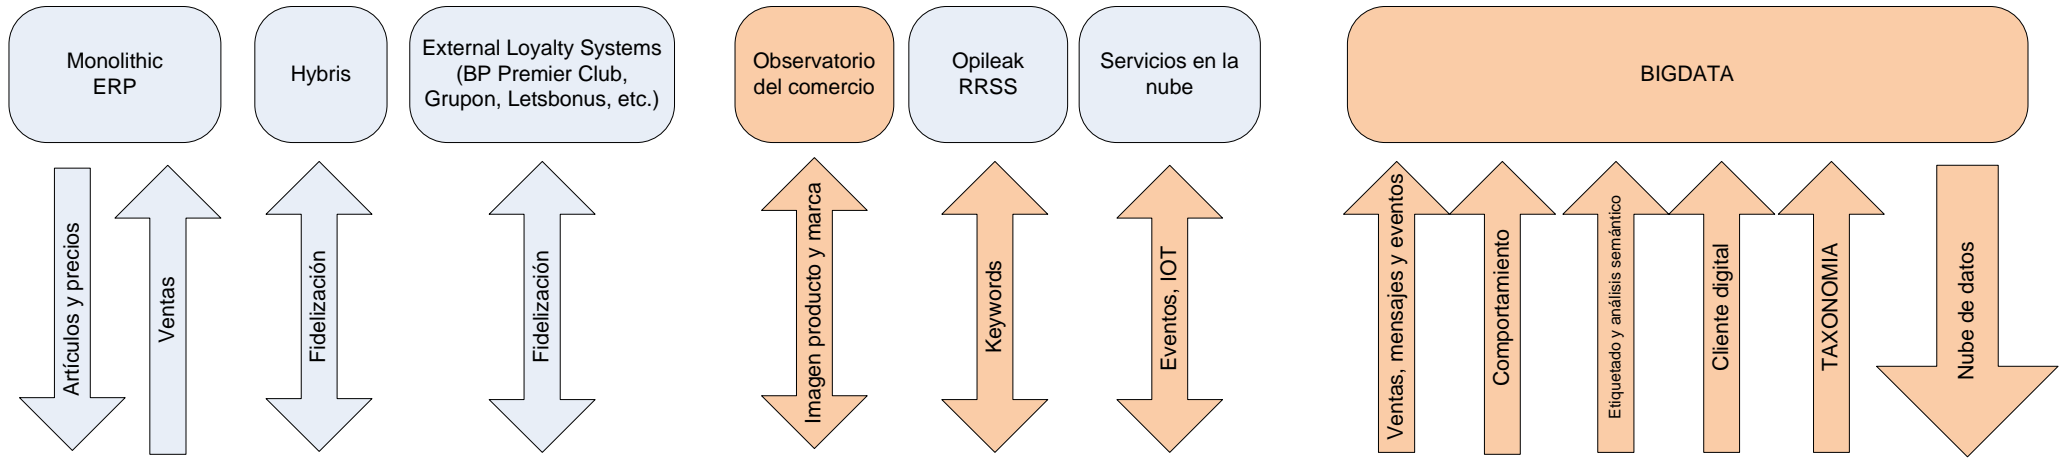 Monolithic
ERP
Hybris
External Loyalty Systems
(BP Premier Club,
Grupon, Letsbonus, etc.)
Observatorio
del comercio
Opileak
RRSS
Servicios en la
nube
BIGDATA
Artículos y precios
Ventas
Fidelización
Fidelización
Imagen producto y marca
Keywords
Eventos, IOT
Ventas, mensajes y eventos
Comportamiento
Etiquetado y análisis semántico
Cliente digital
TAXONOMIA
Nube de datos